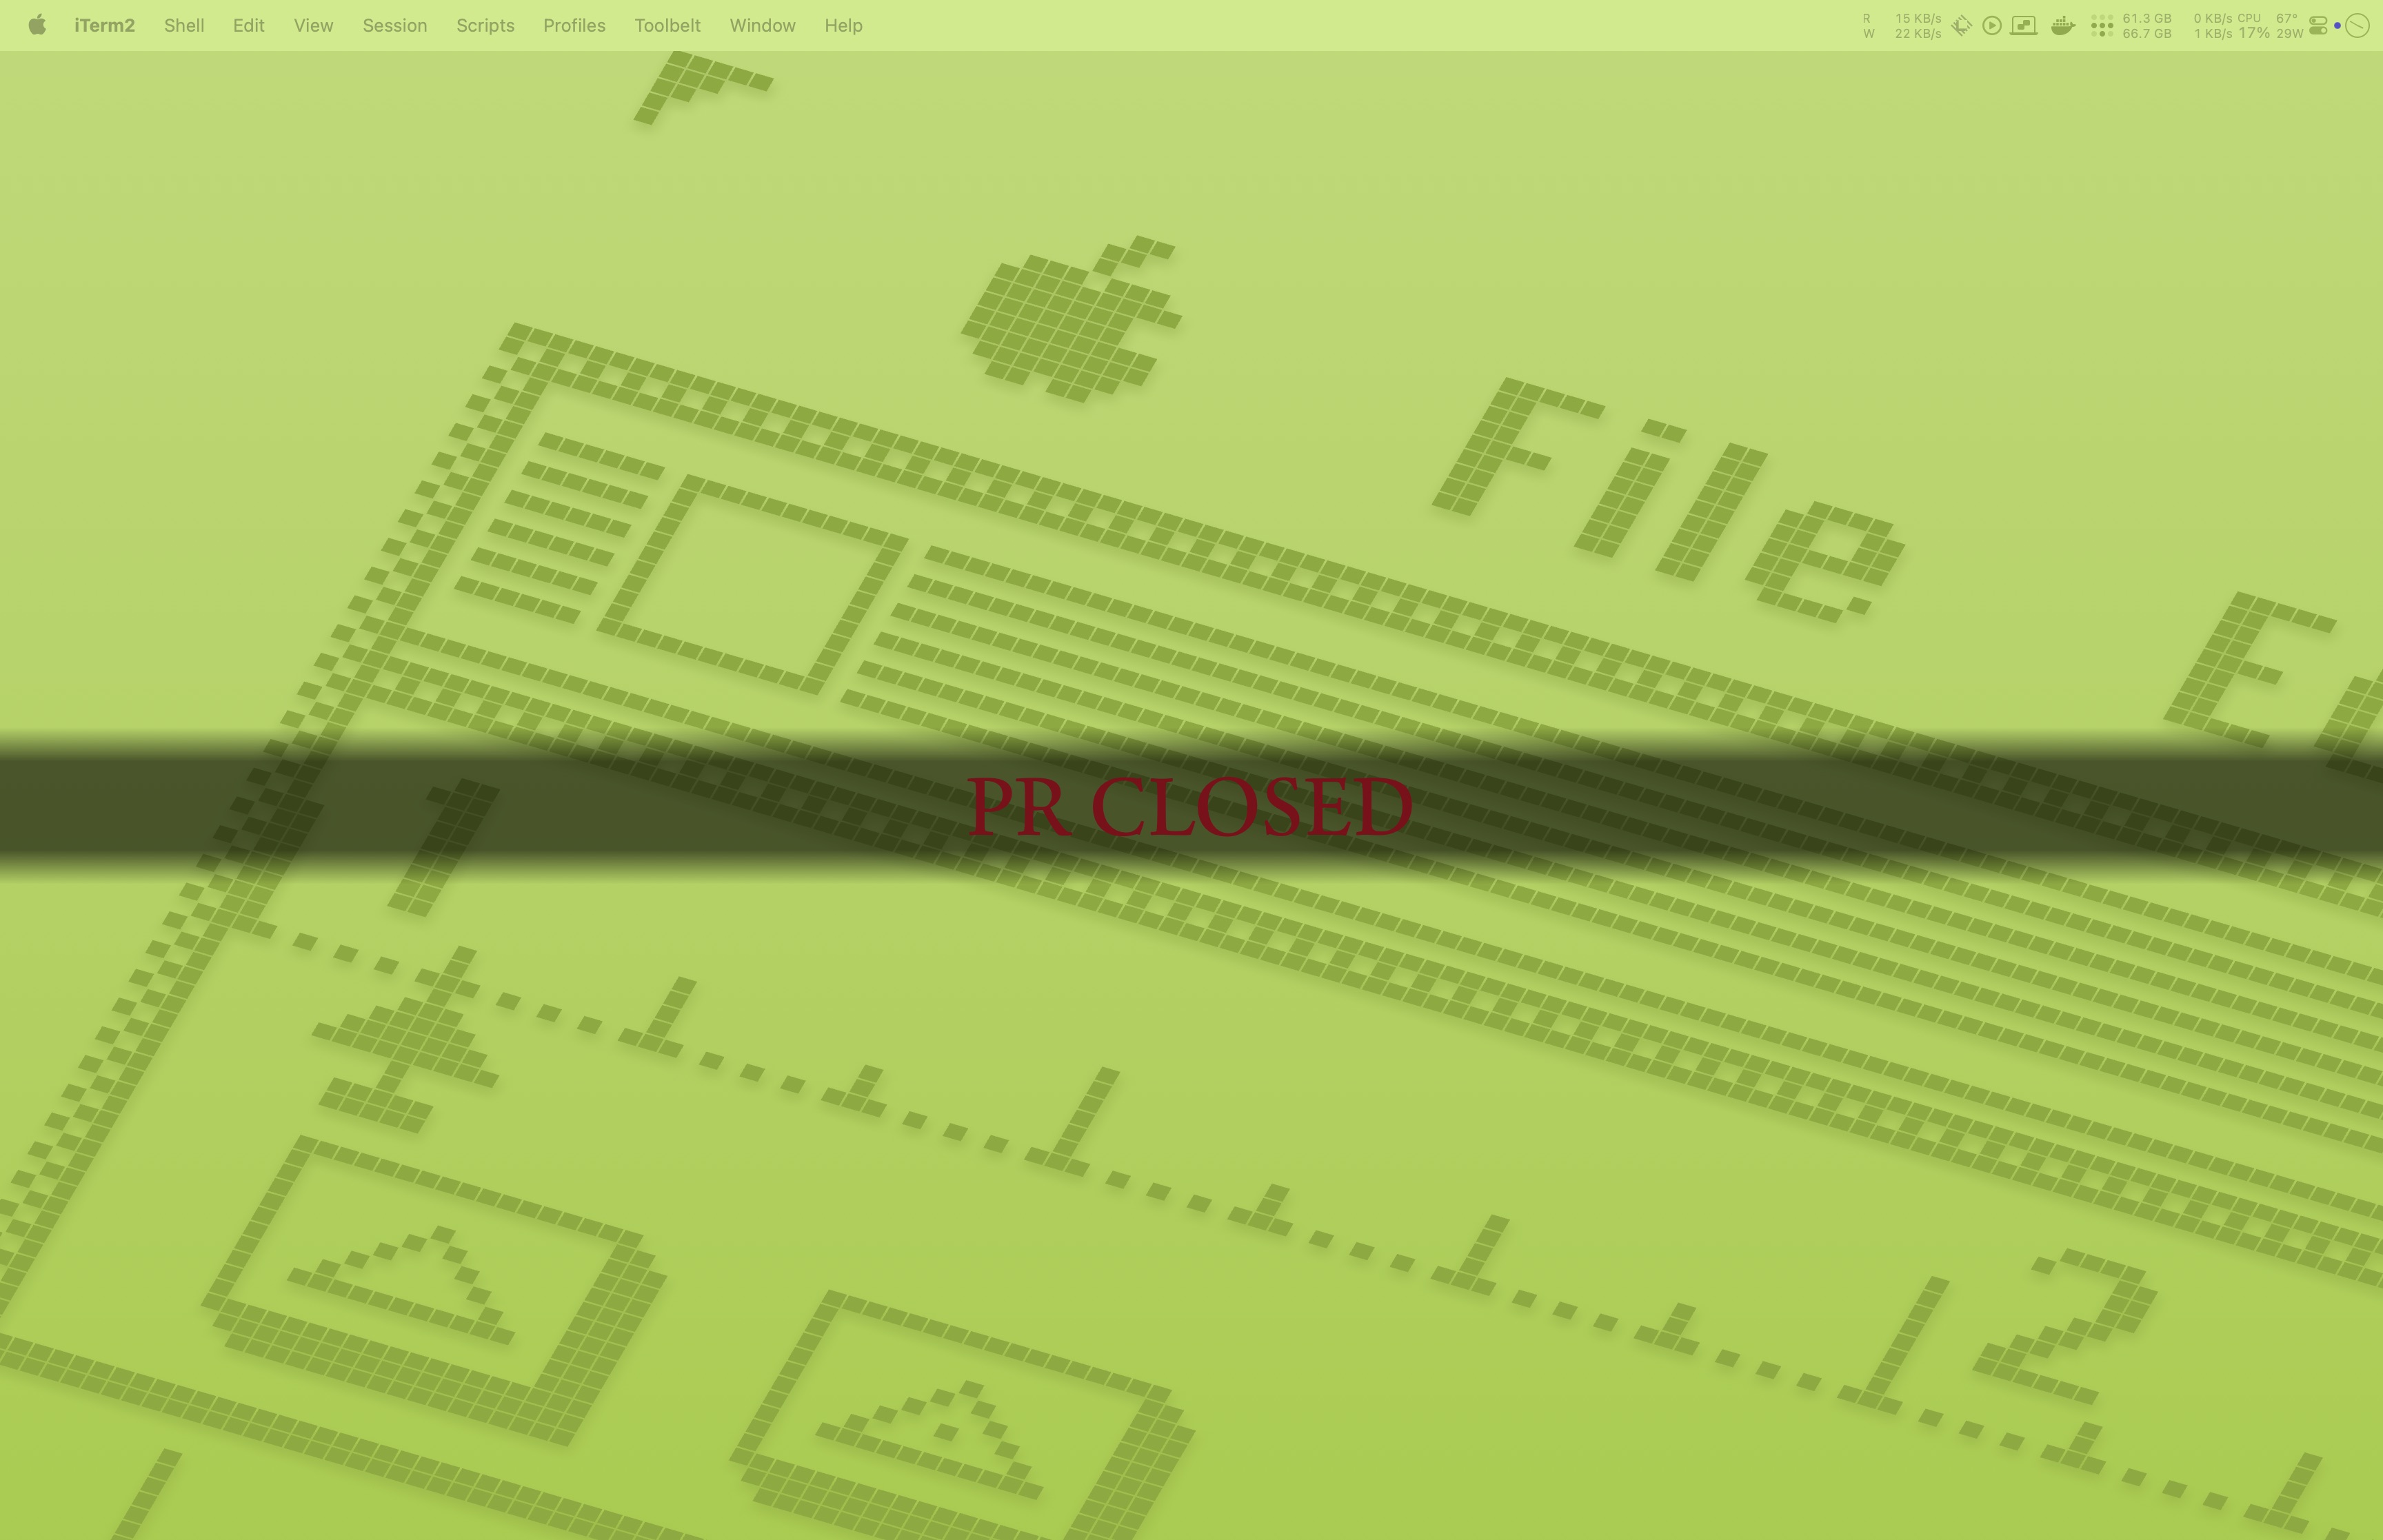 iTerm2 Shell Edit View Session Scripts Profiles Toolbelt Window Help
R 15 KB/s 61.3 GB 0 KB/s CPU 67°
W 22 KB/s 66.7 GB 1 KB/s 17% 29W
File
E
PR CLOSED
1
2